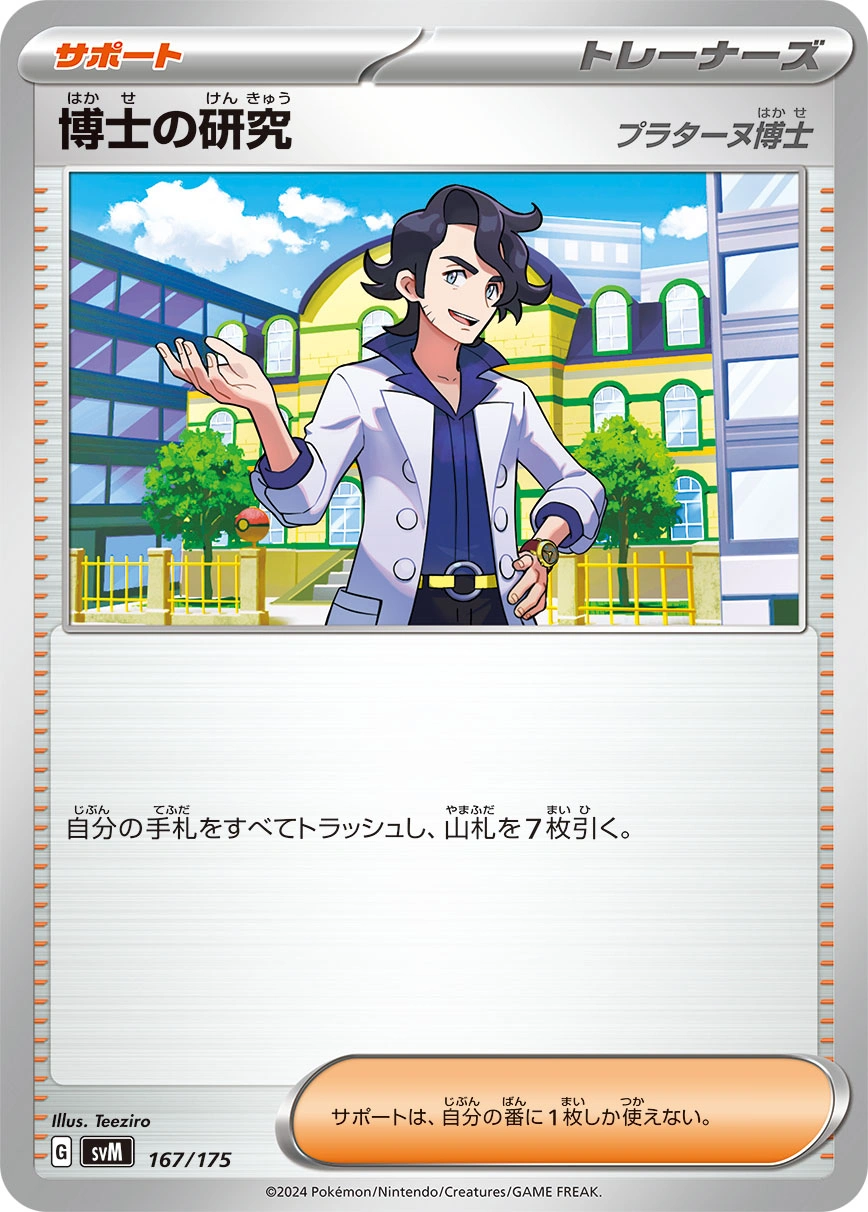 サポート
トレーナーズ
はかせ けんきゅう
博士の研究
はかせ
プラターヌ博士
じぶん てふだ やまふだ まい ひ
自分の手札をすべてトラッシュし、山札を7枚引く。
じぶん ばん まい つか
サポートは、自分の番に1枚しか使えない。
Illus. Teeziro
G svM 167/175
©2024 Pokémon/Nintendo/Creatures/GAME FREAK.